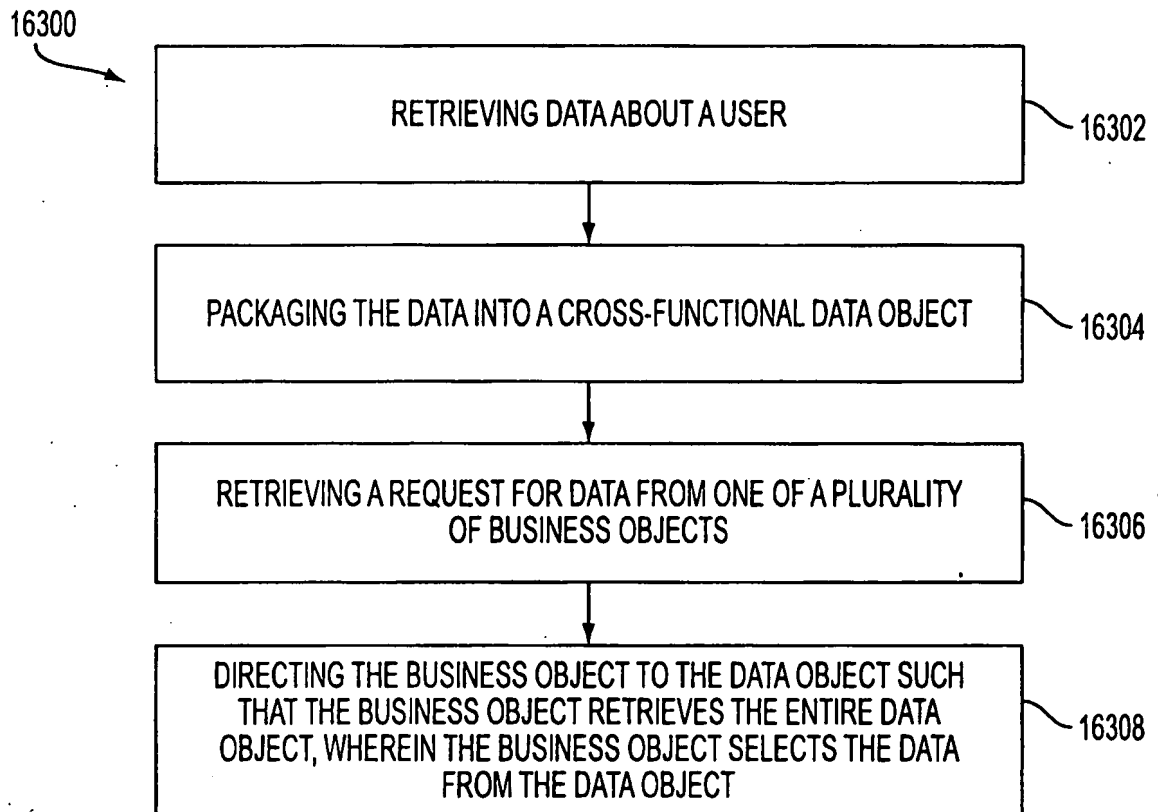 16300
RETRIEVING DATA ABOUT A USER
16302
PACKAGING THE DATA INTO A CROSS-FUNCTIONAL DATA OBJECT
16304
RETRIEVING A REQUEST FOR DATA FROM ONE OF A PLURALITY
OF BUSINESS OBJECTS
16306
DIRECTING THE BUSINESS OBJECT TO THE DATA OBJECT SUCH
THAT THE BUSINESS OBJECT RETRIEVES THE ENTIRE DATA
OBJECT, WHEREIN THE BUSINESS OBJECT SELECTS THE DATA
FROM THE DATA OBJECT
16308